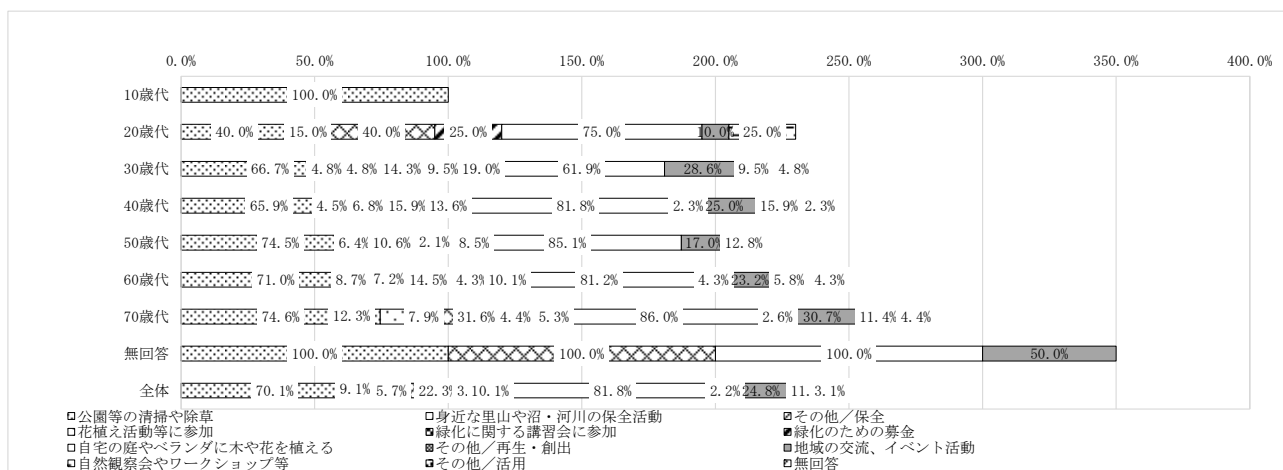 0.0% 50.0% 100.0% 150.0% 200.0% 250.0% 300.0% 350.0% 400.0%
10歳代 100.0%
20歳代 40.0% 15.0% 40.0% 25.0% 75.0% 10.0% 25.0%
30歳代 66.7% 4.8% 4.8% 14.3% 9.5% 19.0% 61.9% 28.6% 9.5% 4.8%
40歳代 65.9% 4.5% 6.8% 15.9% 13.6% 81.8% 2.3% 25.0% 15.9% 2.3%
50歳代 74.5% 6.4% 10.6% 2.1% 8.5% 85.1% 17.0% 12.8%
60歳代 71.0% 8.7% 7.2% 14.5% 4.3% 10.1% 81.2% 4.3% 23.2% 5.8% 4.3%
70歳代 74.6% 12.3% 7.9% 31.6% 4.4% 5.3% 86.0% 2.6% 30.7% 11.4% 4.4%
無回答 100.0% 100.0% 100.0% 50.0%
全体 70.1% 9.1% 5.7% 22.3% 3.10.1% 81.8% 2.2% 24.8% 11.3.1%
公園等の清掃や除草 身近な里山や沼・河川の保全活動 その他／保全
花植え活動等に参加 緑化に関する講習会に参加 緑化のための募金
自宅の庭やベランダに木や花を植える その他／再生・創出 地域の交流、イベント活動
自然観察会やワークショップ等 その他／活用 無回答